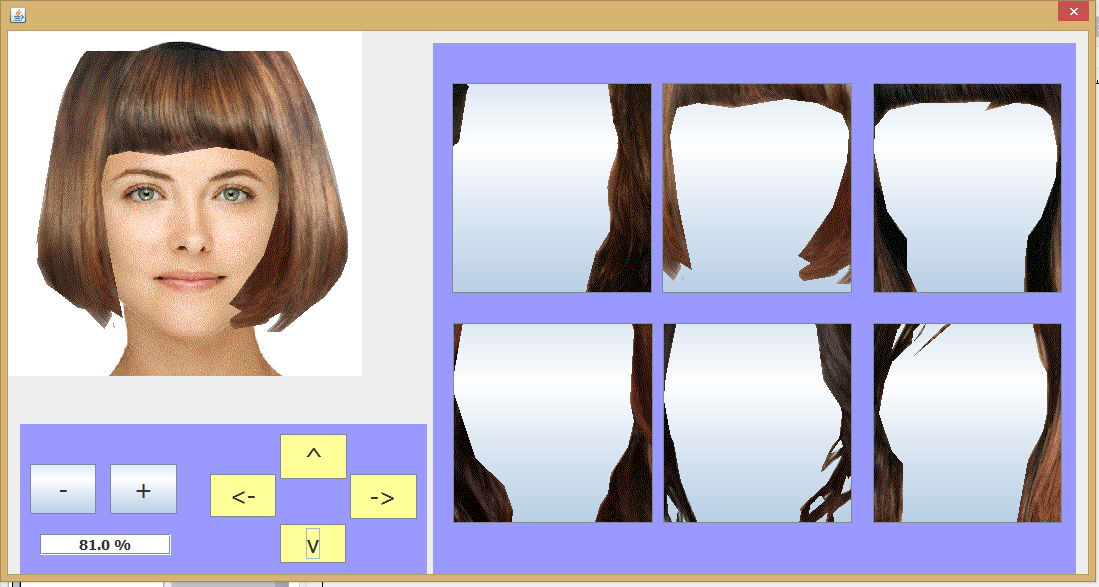 ^
- +
<- ->
81.0 %
v